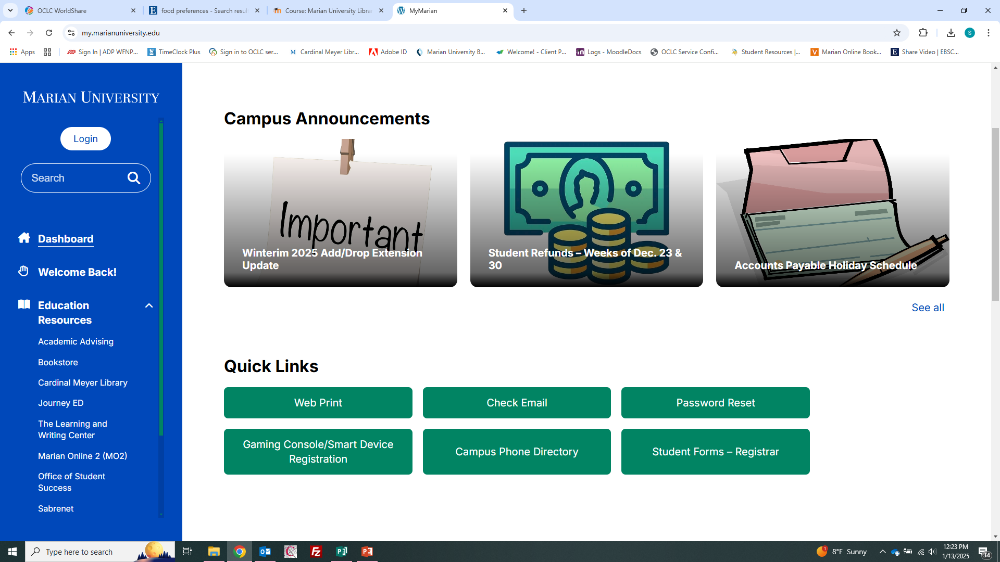 OCLC WorldShare
food preferences - Search resul
Course: Marian University Libra
MyMarian
my.marianuniversity.edu
Apps
Sign In | ADP WFNP...
TimeClock Plus
Sign in to OCLC ser...
Cardinal Meyer Libr...
Adobe ID
Marian University B...
Welcome! - Client P...
Logs - MoodleDocs
OCLC Service Confi...
Student Resources |...
Marian Online Book...
Share Video | EBSC...
MARIAN UNIVERSITY
Login
Search
Dashboard
Welcome Back!
Education
Resources
Academic Advising
Bookstore
Cardinal Meyer Library
Journey ED
The Learning and
Writing Center
Marian Online 2 (MO2)
Office of Student
Success
Sabrenet
Campus Announcements
Important
Winterim 2025 Add/Drop Extension
Update
Student Refunds – Weeks of Dec. 23 &
30
Accounts Payable Holiday Schedule
See all
Quick Links
Web Print
Check Email
Password Reset
Gaming Console/Smart Device
Registration
Campus Phone Directory
Student Forms – Registrar
Type here to search
8°F Sunny
12:23 PM
1/13/2025
34